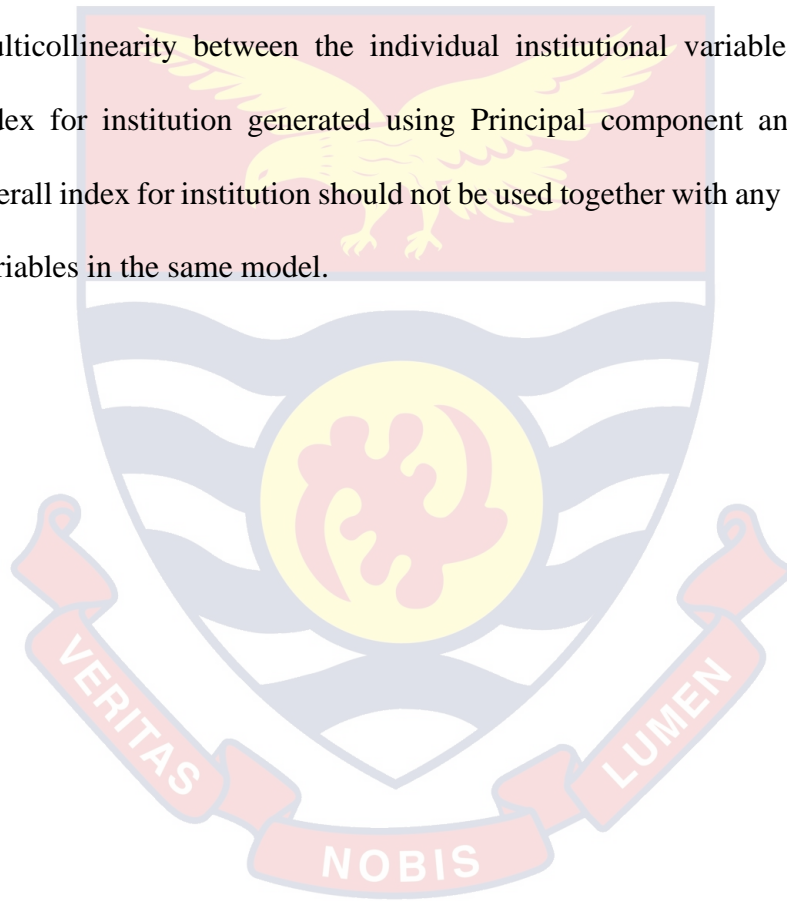 ulticollinearity between the individual institutional variable
dex for institution generated using Principal component an
erall index for institution should not be used together with any
riables in the same model.
VERITAS
NOBIS
LUMEN